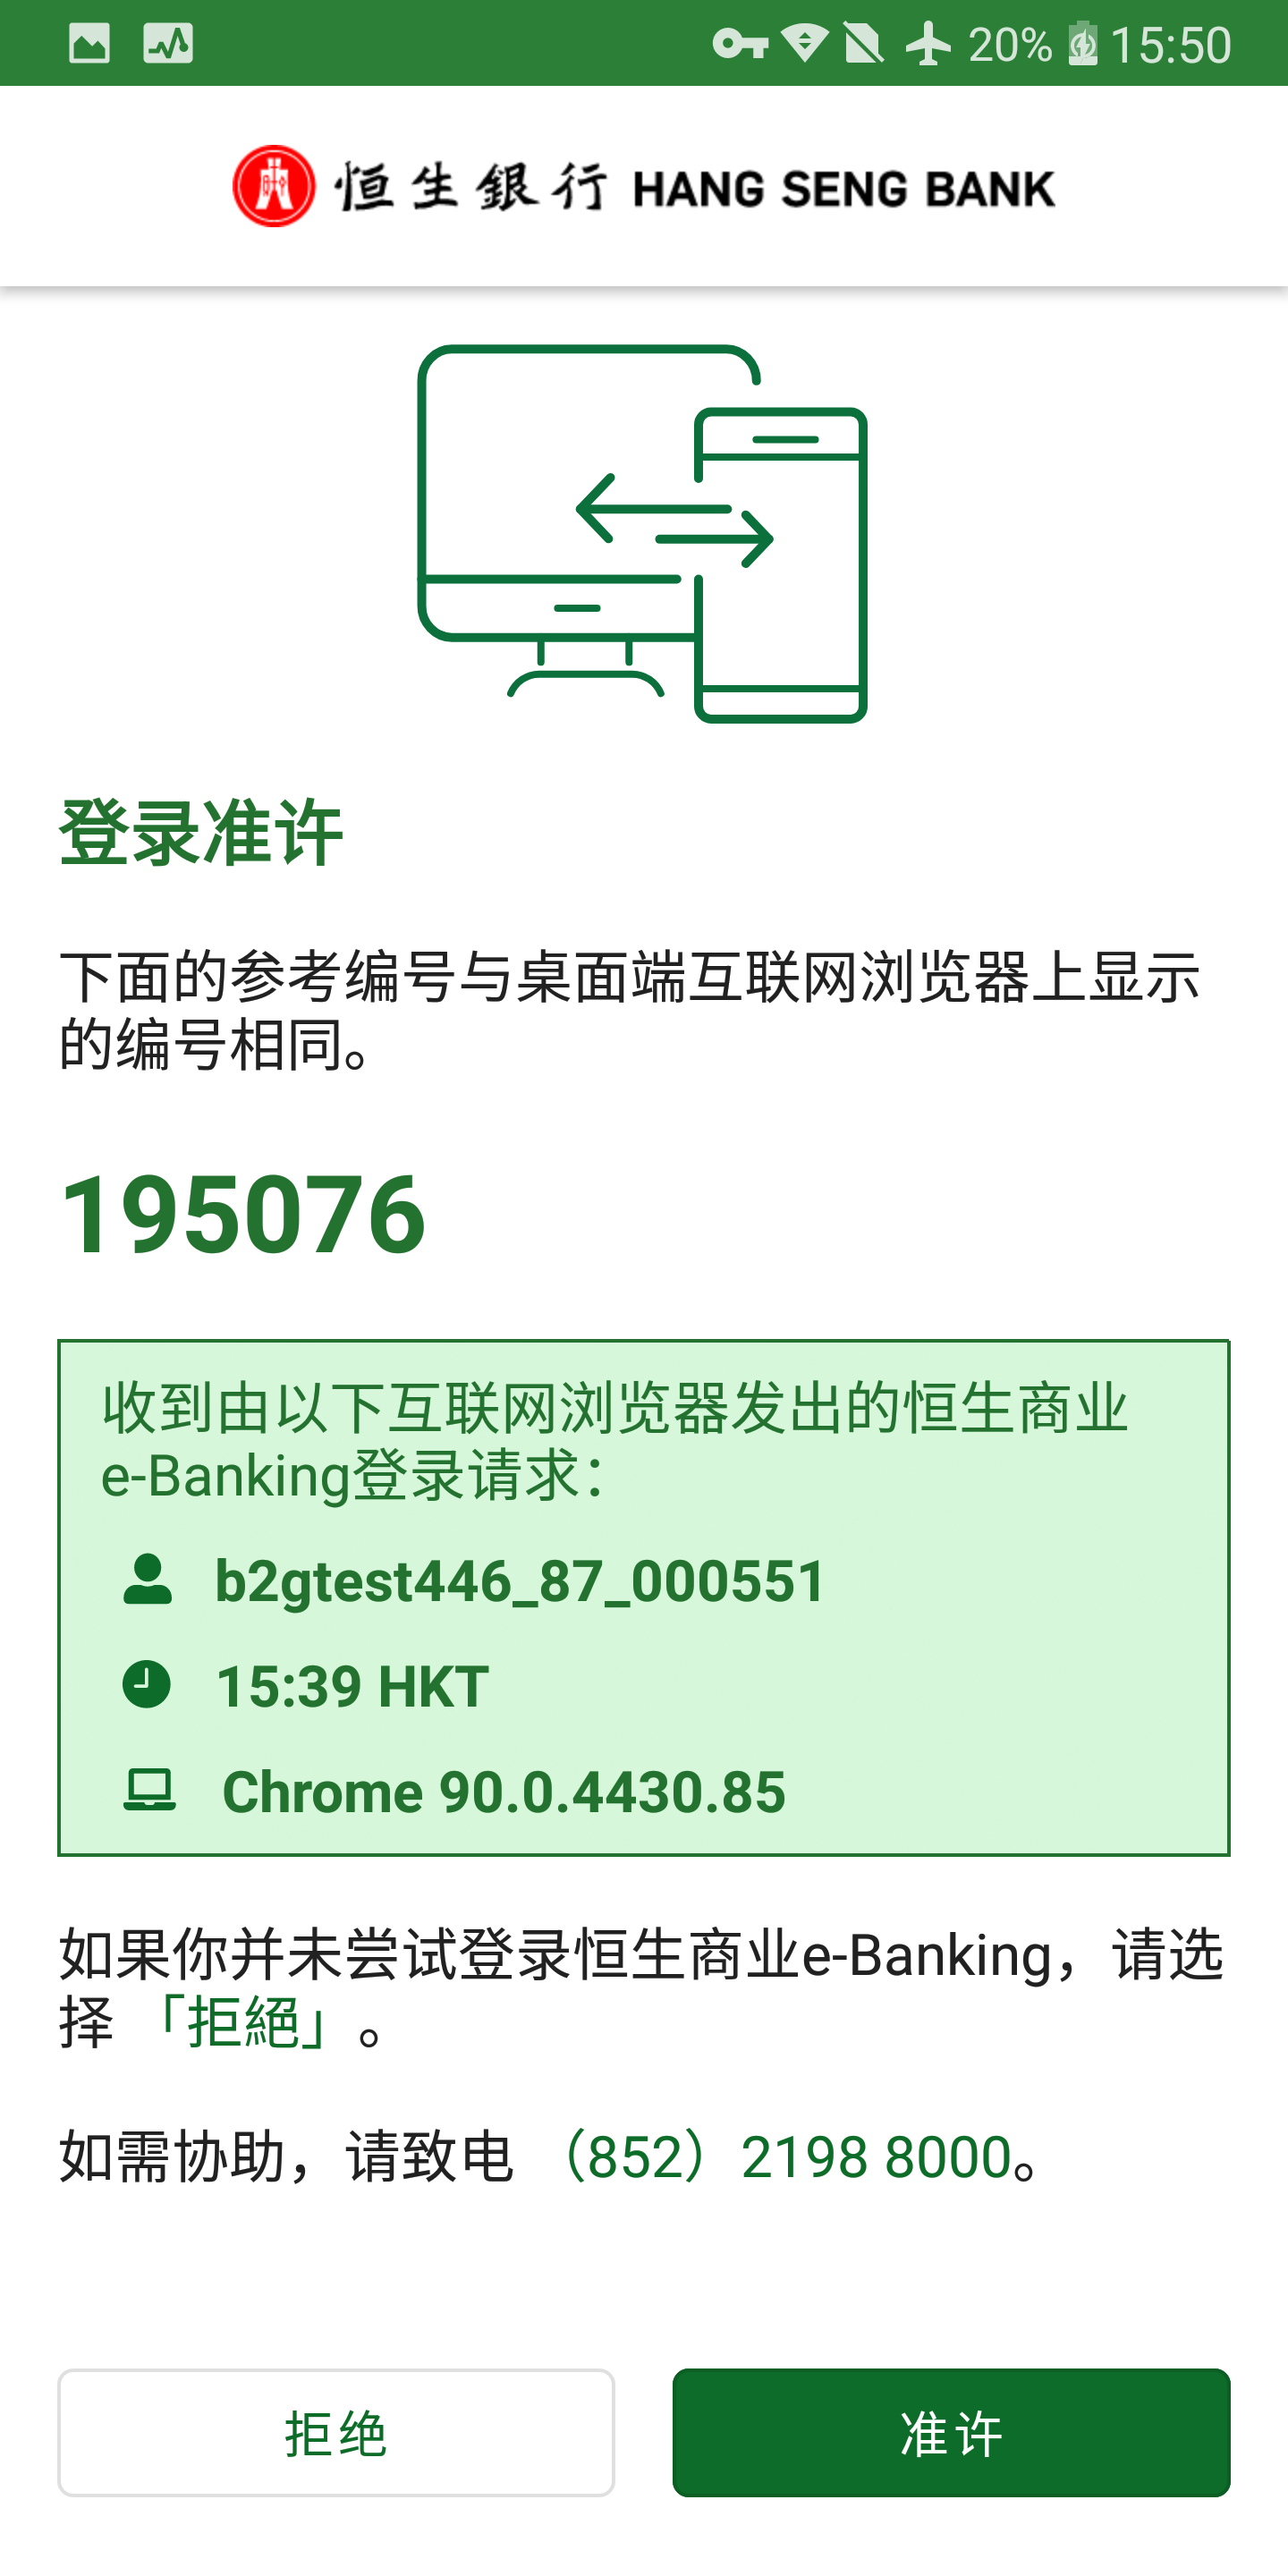 20% 15:50
恒生銀行 HANG SENG BANK
登录准许
下面的参考编号与桌面端互联网浏览器上显示
的编号相同。
195076
收到由以下互联网浏览器发出的恒生商业
e-Banking登录请求：
b2gtest446_87_000551
15:39 HKT
Chrome 90.0.4430.85
如果你并未尝试登录恒生商业e-Banking，请选
择 「拒絕」。
如需协助，请致电 （852）2198 8000。
拒绝 准许